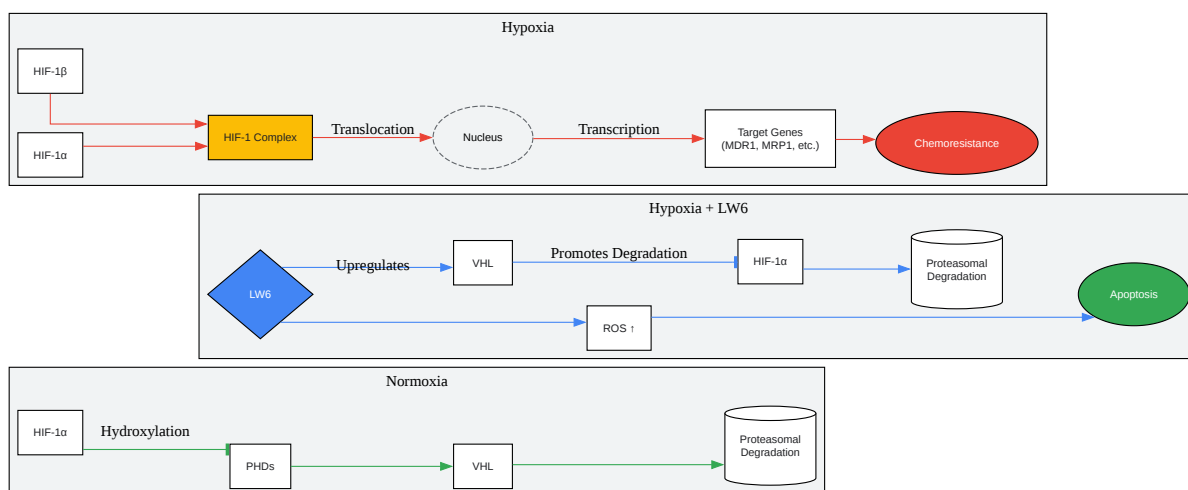 Hypoxia
HIF-1β
HIF-1α
HIF-1 Complex
Translocation
Nucleus
Transcription
Target Genes
(MDR1, MRP1, etc.)
Chemoresistance
Hypoxia + LW6
LW6
Upregulates
VHL
Promotes Degradation
HIF-1α
Proteasomal
Degradation
ROS ↑
Apoptosis
Normoxia
HIF-1α
Hydroxylation
PHDs
VHL
Proteasomal
Degradation